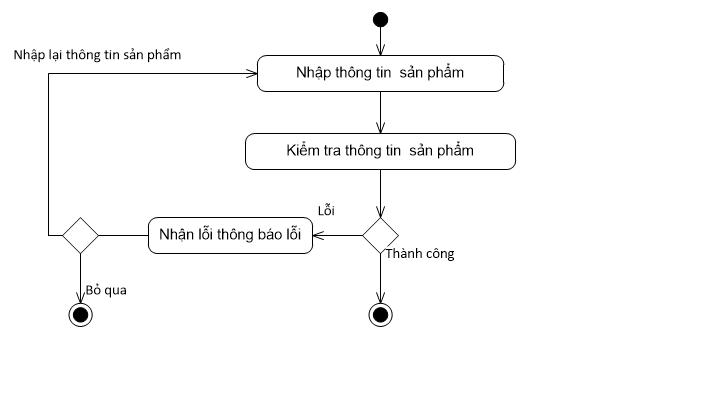 Nhập lại thông tin sản phẩm
Nhập thông tin sản phẩm
Kiểm tra thông tin sản phẩm
Lỗi
Nhận lỗi thông báo lỗi
Thành công
Bỏ qua